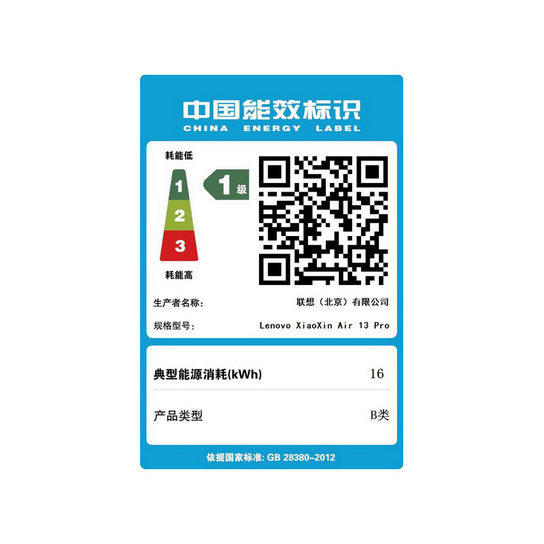 中国能效标识
CHINA ENERGY LABEL
耗能低
1
1级
2
3
耗能高
生产者名称： 联想（北京）有限公司
规格型号： Lenovo XiaoXin Air 13 Pro
典型能源消耗(kWh) 16
产品类型 B类
依据国家标准: GB 28380-2012